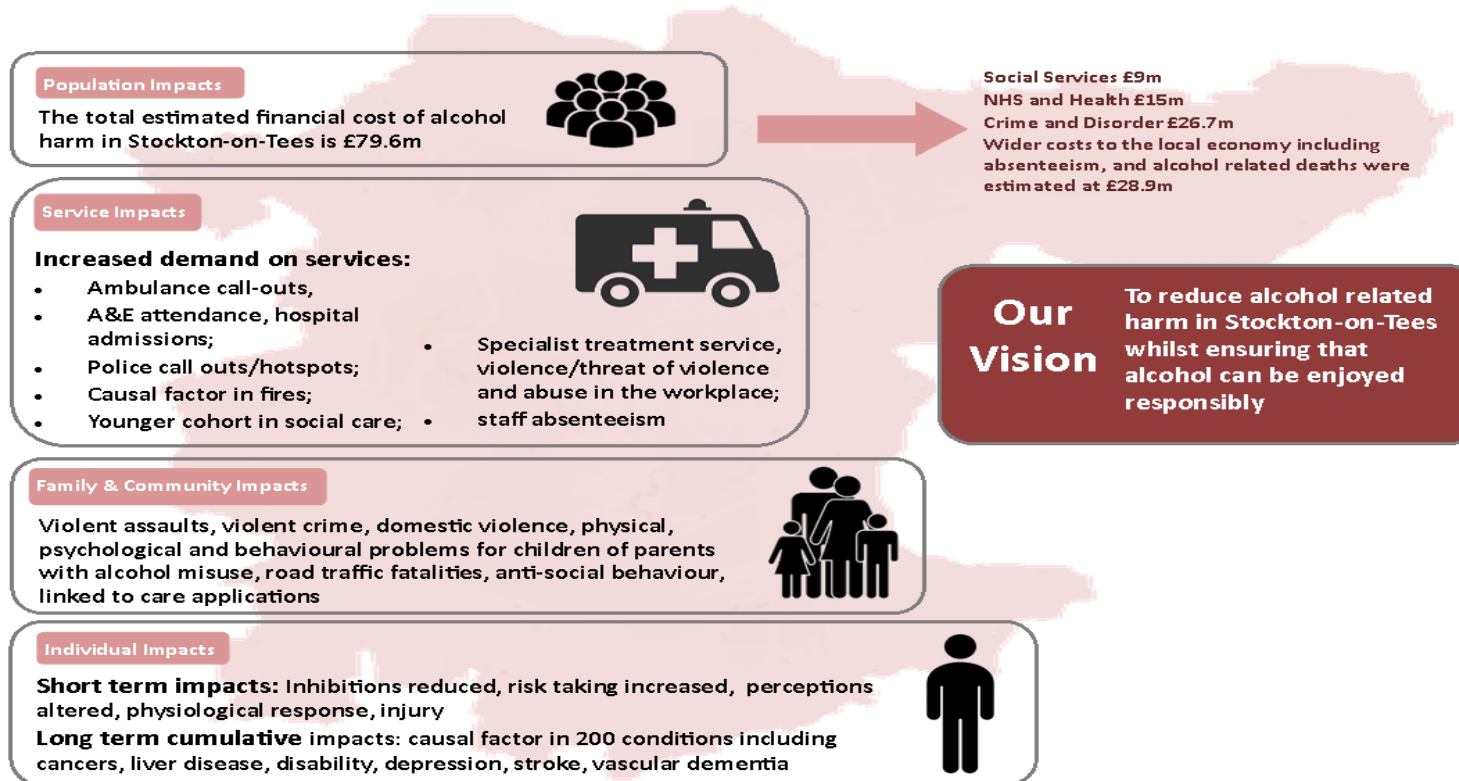 Population Impacts
The total estimated financial cost of alcohol
harm in Stockton-on-Tees is £79.6m
Social Services £9m
NHS and Health £15m
Crime and Disorder £26.7m
Wider costs to the local economy including
absenteeism, and alcohol related deaths were
estimated at £28.9m
Service Impacts
Increased demand on services:
• Ambulance call-outs,
• A&E attendance, hospital
admissions;
• Police call outs/hotspots;
• Causal factor in fires;
• Younger cohort in social care;
• Specialist treatment service,
violence/threat of violence
and abuse in the workplace;
• staff absenteeism
Our
Vision
To reduce alcohol related
harm in Stockton-on-Tees
whilst ensuring that
alcohol can be enjoyed
responsibly
Family & Community Impacts
Violent assaults, violent crime, domestic violence, physical,
psychological and behavioural problems for children of parents
with alcohol misuse, road traffic fatalities, anti-social behaviour,
linked to care applications
Individual Impacts
Short term impacts: Inhibitions reduced, risk taking increased, perceptions
altered, physiological response, injury
Long term cumulative impacts: causal factor in 200 conditions including
cancers, liver disease, disability, depression, stroke, vascular dementia